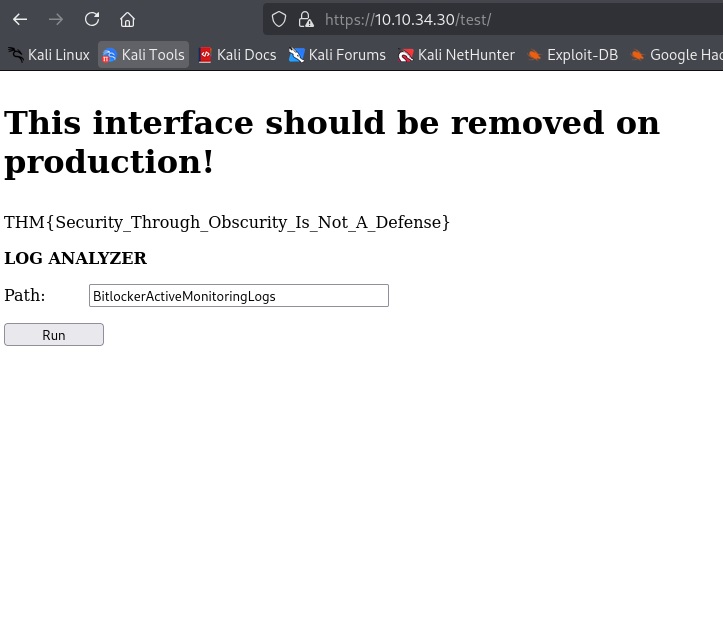 https://10.10.34.30/test/
Kali Linux Kali Tools Kali Docs Kali Forums Kali NetHunter Exploit-DB Google Hac
This interface should be removed on
production!
THM{Security_Through_Obscurity_Is_Not_A_Defense}
LOG ANALYZER
Path: BitlockerActiveMonitoringLogs
Run